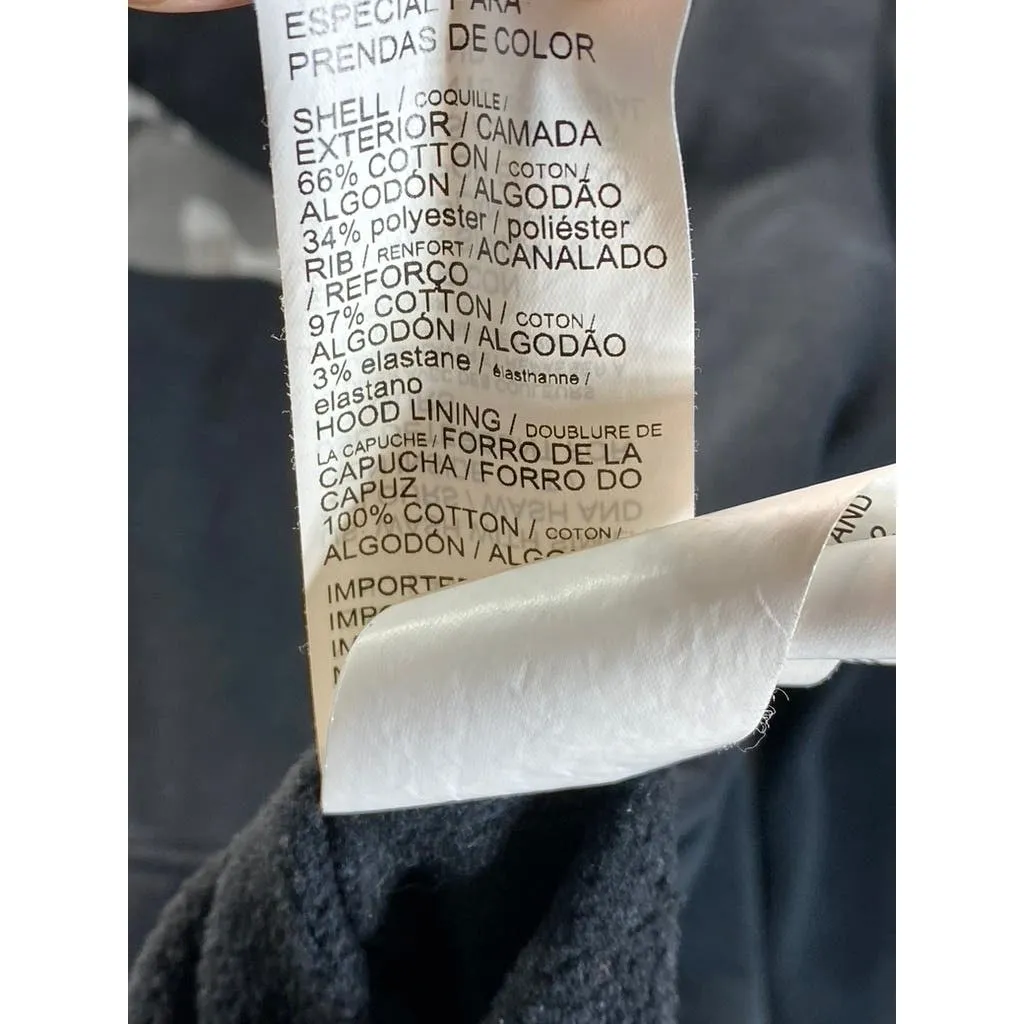 ESPECIAL PARA
PRENDAS DE COLOR
SHELL / COQUILLE /
EXTERIOR / CAMADA
66% COTTON / COTON /
ALGODÓN / ALGODÃO
34% polyester / poliéster
RIB / RENFORT / ACANALADO
/ REFORÇO
97% COTTON / COTON /
ALGODÓN / ALGODÃO
3% elastane / élasthanne /
elastano
HOOD LINING / DOUBLURE DE
LA CAPUCHE / FORRO DE LA
CAPUCHA / FORRO DO
CAPUZ
100% COTTON / COTON /
ALGODÓN /
AND